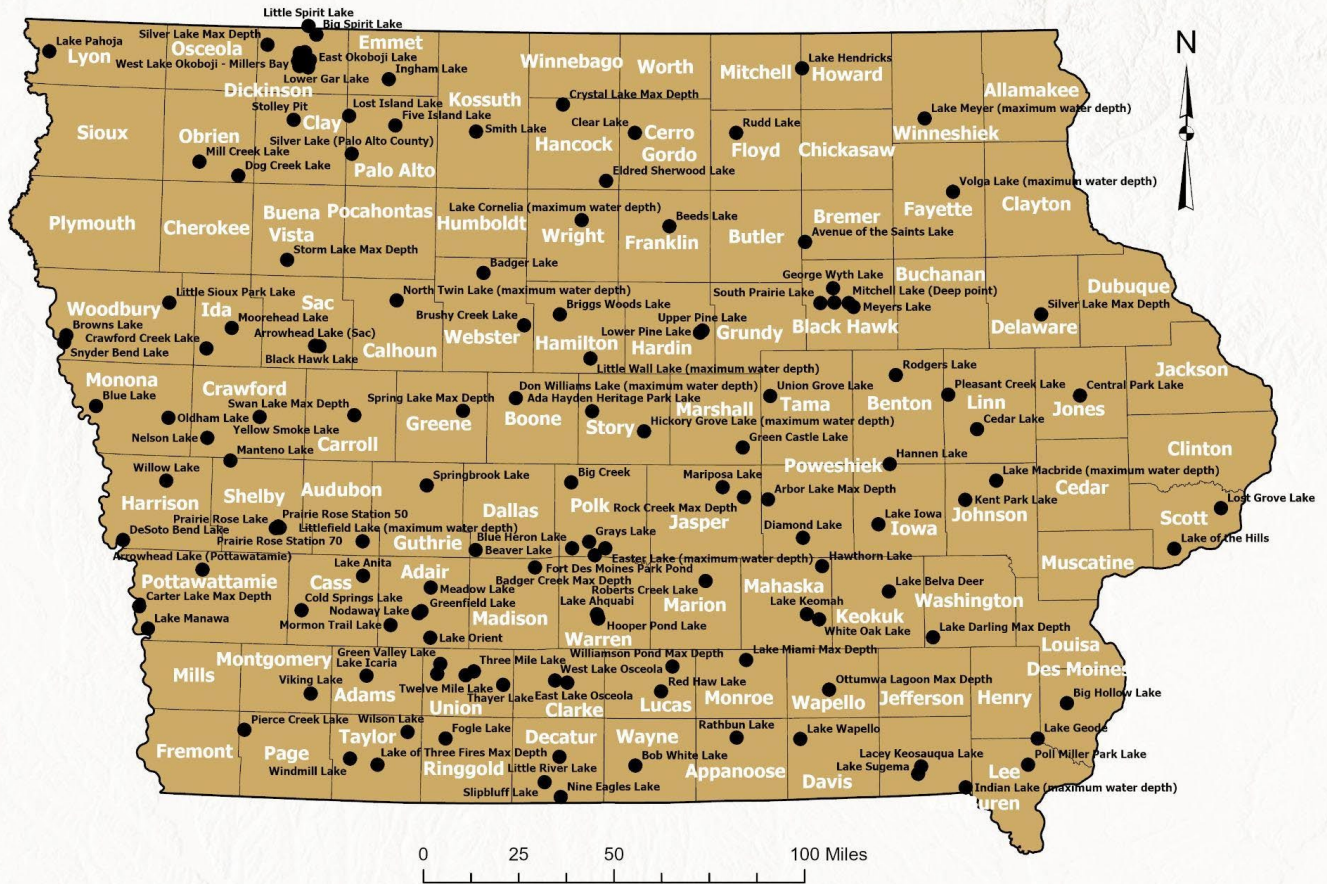 Little Spirit Lake
Big Spirit Lake
Silver Lake Max Depth
Emmet
N
Lake Pahoja
Osceola
Lyon
East Okoboji Lake
West Lake Okoboji - Millers Bay
Lake Hendricks
Winnebago
Worth
Mitchell
Howard
Ingham Lake
Lower Gar Lake
Dickinson
Allamakee
Crystal Lake Max Depth
Kossuth
Stolley Pit
Lost Island Lake
Lake Meyer (maximum water depth)
Five Island Lake
Clay
Clear Lake
Rudd Lake
Smith Lake
Sioux
Obrien
Cerro
Gordo
Winneshiek
Silver Lake (Palo Alto County)
Hancock
Floyd
Chickasaw
Mill Creek Lake
Dog Creek Lake
Palo Alto
Eldred Sherwood Lake
Volga Lake (maximum water depth)
Lake Cornelia (maximum water depth)
Fayette
Clayton
Buena
Vista
Pocahontas
Humboldt
Beeds Lake
Bremer
Plymouth
Cherokee
Wright
Franklin
Butler
Avenue of the Saints Lake
Storm Lake Max Depth
Badger Lake
George Wyth Lake
Buchanan
Dubuque
Little Sioux Park Lake
North Twin Lake (maximum water depth)
South Prairie Lake
Mitchell Lake (Deep point)
Woodbury
Ida
Sac
Briggs Woods Lake
Meyers Lake
Silver Lake Max Depth
Moorehead Lake
Brushy Creek Lake
Upper Pine Lake
Browns Lake
Arrowhead Lake (Sac)
Lower Pine Lake
Grundy
Black Hawk
Delaware
Crawford Creek Lake
Webster
Hamilton
Hardin
Snyder Bend Lake
Black Hawk Lake
Calhoun
Little Wall Lake (maximum water depth)
Rodgers Lake
Jackson
Monona
Crawford
Don Williams Lake (maximum water depth)
Union Grove Lake
Pleasant Creek Lake
Central Park Lake
Blue Lake
Swan Lake Max Depth
Spring Lake Max Depth
Ada Hayden Heritage Park Lake
Tama
Benton
Linn
Jones
Oldham Lake
Marshall
Boone
Greene
Hickory Grove Lake (maximum water depth)
Yellow Smoke Lake
Story
Cedar Lake
Nelson Lake
Carroll
Green Castle Lake
Clinton
Manteno Lake
Hannen Lake
Willow Lake
Poweshiek
Springbrook Lake
Big Creek
Mariposa Lake
Lake Macbride (maximum water depth)
Harrison
Shelby
Audubon
Arbor Lake Max Depth
Cedar
Dallas
Polk
Rock Creek Max Depth
Kent Park Lake
Lost Grove Lake
Prairie Rose Lake
Prairie Rose Station 50
Jasper
Lake Iowa
Johnson
Scott
DeSoto Bend Lake
Littlefield Lake (maximum water depth)
Grays Lake
Diamond Lake
Iowa
Prairie Rose Station 70
Guthrie
Blue Heron Lake
Lake of the Hills
Arrowhead Lake (Pottawatamie)
Beaver Lake
Easter Lake (maximum water depth)
Hawthorn Lake
Lake Anita
Fort Des Moines Park Pond
Muscatine
Pottawattamie
Cass
Adair
Badger Creek Max Depth
Mahaska
Lake Belva Deer
Carter Lake Max Depth
Cold Springs Lake
Meadow Lake
Roberts Creek Lake
Greenfield Lake
Lake Ahquabi
Marion
Lake Keomah
Washington
Nodaway Lake
Madison
Keokuk
Lake Manawa
Mormon Trail Lake
Hooper Pond Lake
White Oak Lake
Lake Darling Max Depth
Lake Orient
Warren
Louisa
Green Valley Lake
Williamson Pond Max Depth
Lake Miami Max Depth
Montgomery
Lake Icaria
Three Mile Lake
West Lake Osceola
Des Moines
Mills
Viking Lake
Twelve Mile Lake
Red Haw Lake
Ottumwa Lagoon Max Depth
Adams
Thayer Lake
East Lake Osceola
Lucas
Monroe
Wapello
Jefferson
Henry
Big Hollow Lake
Union
Clarke
Pierce Creek Lake
Wilson Lake
Fogle Lake
Rathbun Lake
Lake Wapello
Lake Geode
Taylor
Decatur
Wayne
Fremont
Page
Lake of Three Fires Max Depth
Bob White Lake
Lacey Keosauqua Lake
Poll Miller Park Lake
Windmill Lake
Ringgold
Little River Lake
Appanoose
Lake Sugema
Lee
Davis
Slipbluff Lake
Nine Eagles Lake
Indian Lake (maximum water depth)
uren
0 25 50 100 Miles